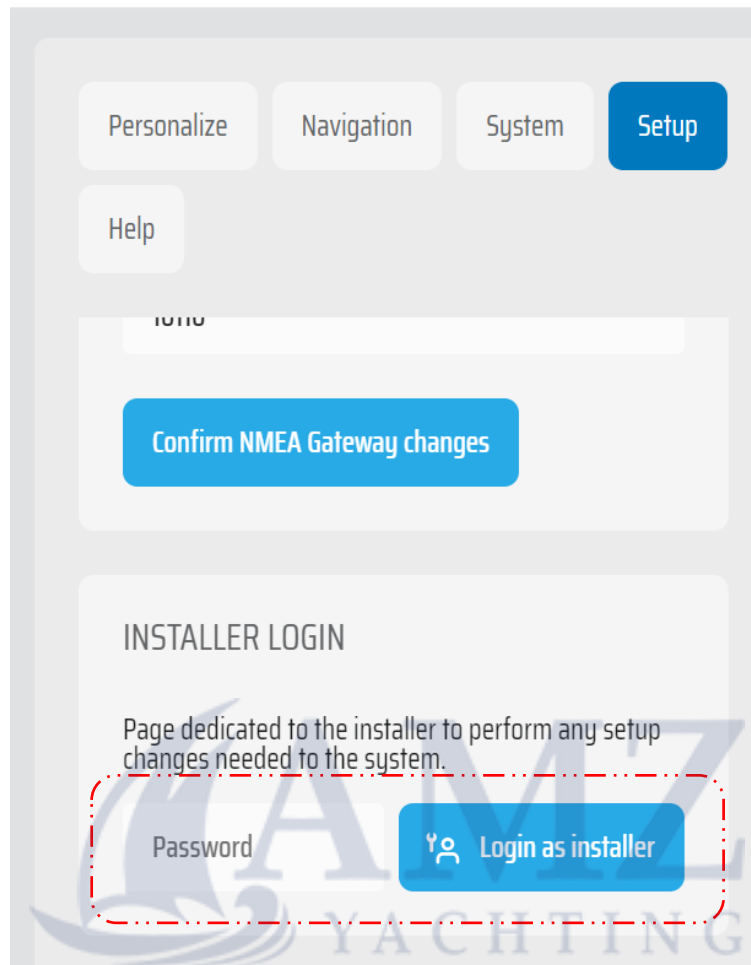 Personalize
Navigation
System
Setup
Help
Confirm NMEA Gateway changes
INSTALLER LOGIN
Page dedicated to the installer to perform any setup
changes needed to the system.
Password
Login as installer
AMZ
YACHTING